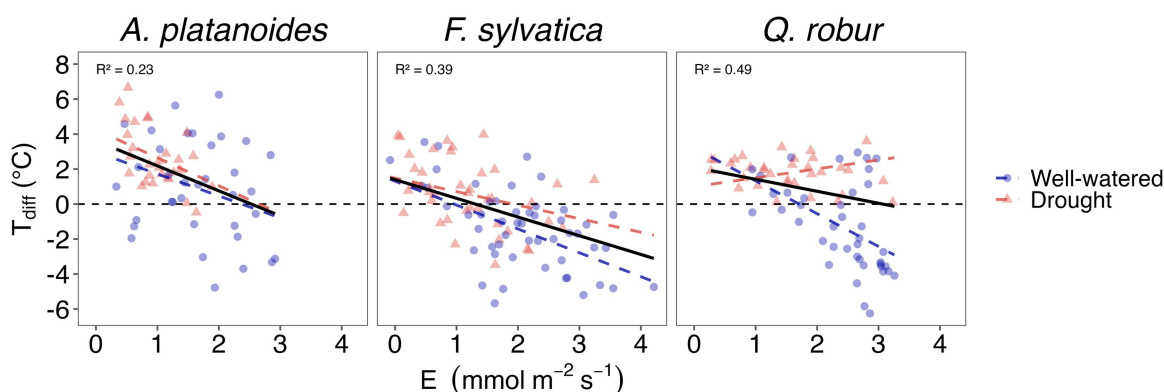 A. platanoides F. sylvatica Q. robur
R² = 0.23 R² = 0.39 R² = 0.49
8
6
4
2
0
-2
-4
-6
T_diff (°C)
Well-watered
Drought
0 1 2 3 4 0 1 2 3 4 0 1 2 3 4
E (mmol m⁻² s⁻¹)